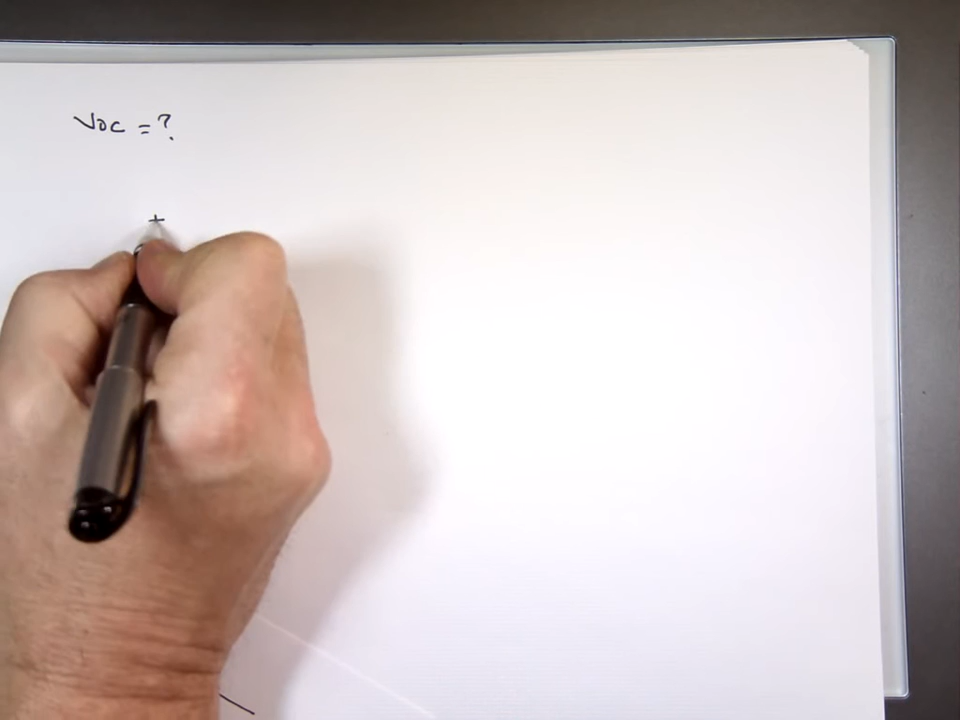 Voc = ?
+